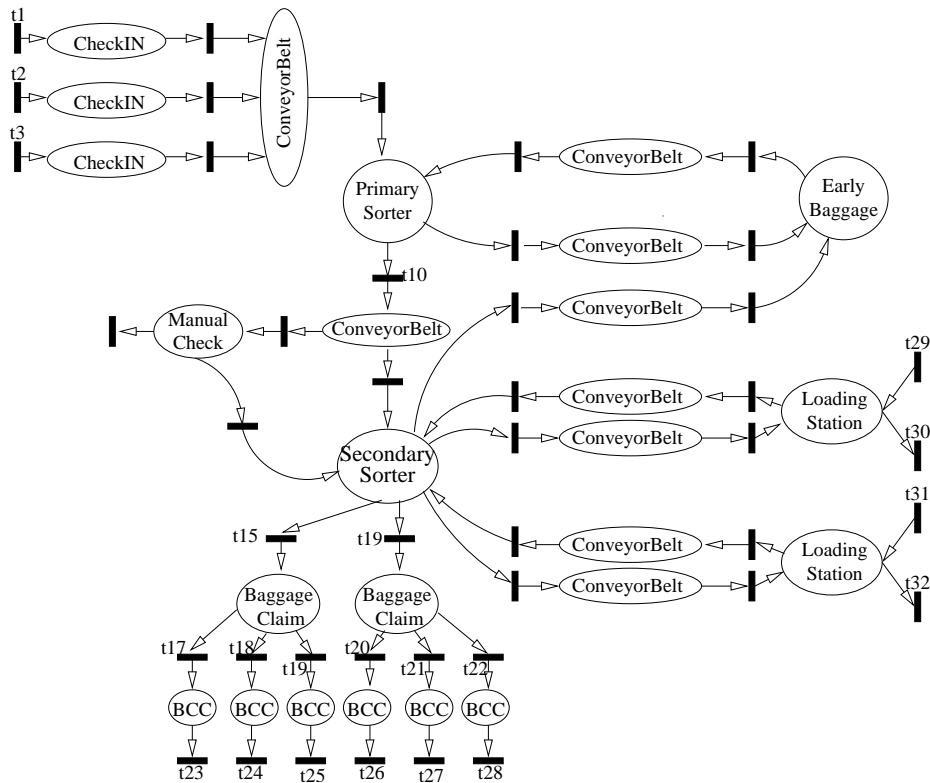 t1
CheckIN
t2
CheckIN
t3
CheckIN
ConveyorBelt
ConveyorBelt
Primary
Sorter
Early
Baggage
ConveyorBelt
t10
ConveyorBelt
Manual
Check
ConveyorBelt
t29
ConveyorBelt
Loading
Station
ConveyorBelt
t30
Secondary
Sorter
t31
t15
t19
ConveyorBelt
Loading
Station
ConveyorBelt
t32
Baggage
Claim
Baggage
Claim
t17
t18
t19
t20
t21
t22
BCC
BCC
BCC
BCC
BCC
BCC
t23
t24
t25
t26
t27
t28